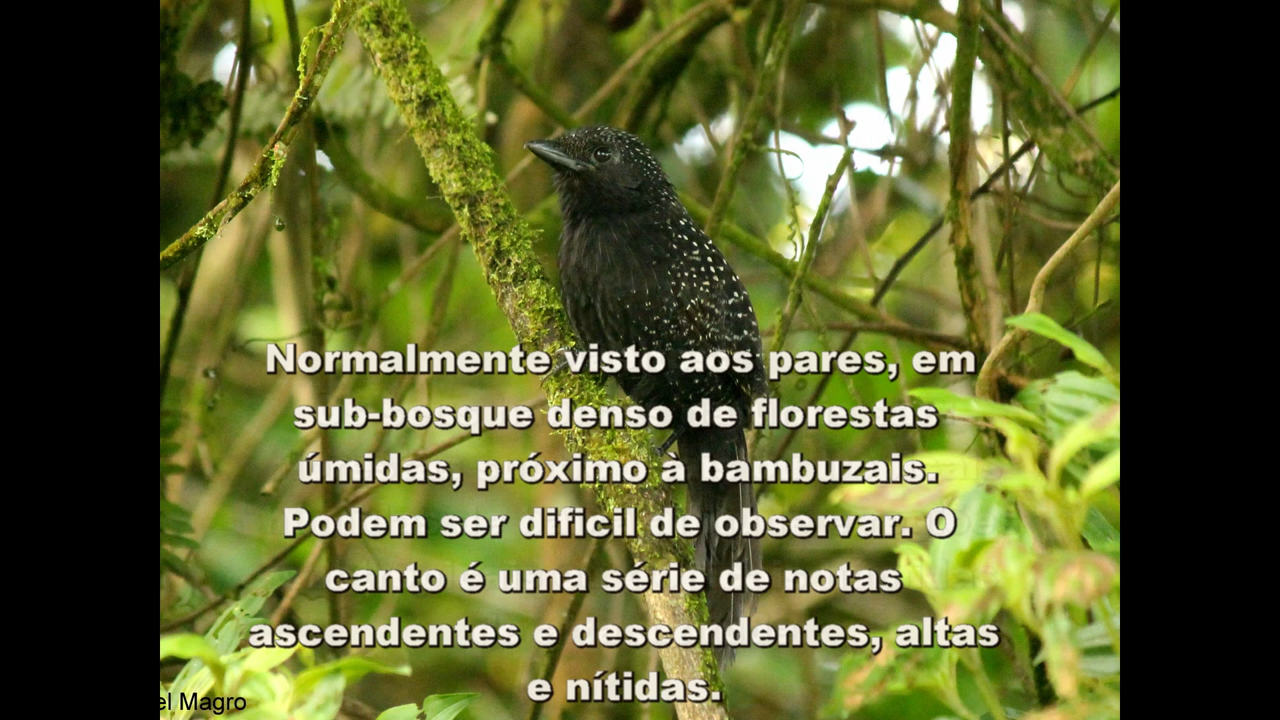 Normalmente visto aos pares, em
sub-bosque denso de florestas
úmidas, próximo à bambuzais.
Podem ser dificil de observar. O
canto é uma série de notas
ascendentes e descendentes, altas
e nítidas.
el Magro